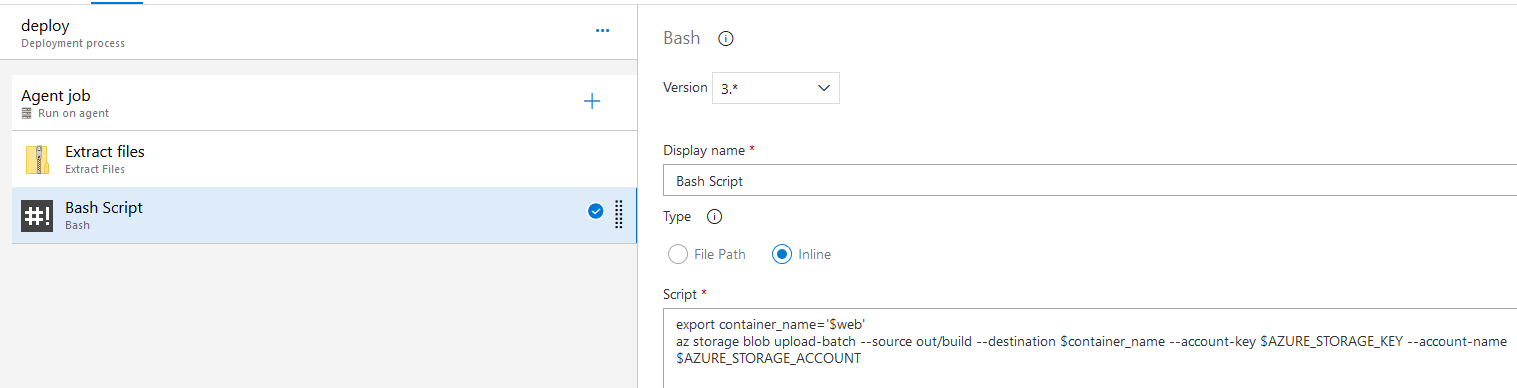 deploy
Deployment process
Agent job
Run on agent
Extract files
Extract Files
#!
Bash Script
Bash
Bash
Version
3.*
Display name *
Bash Script
Type
File Path
Inline
Script *
export container_name='$web'
az storage blob upload-batch --source out/build --destination $container_name --account-key $AZURE_STORAGE_KEY --account-name
$AZURE_STORAGE_ACCOUNT